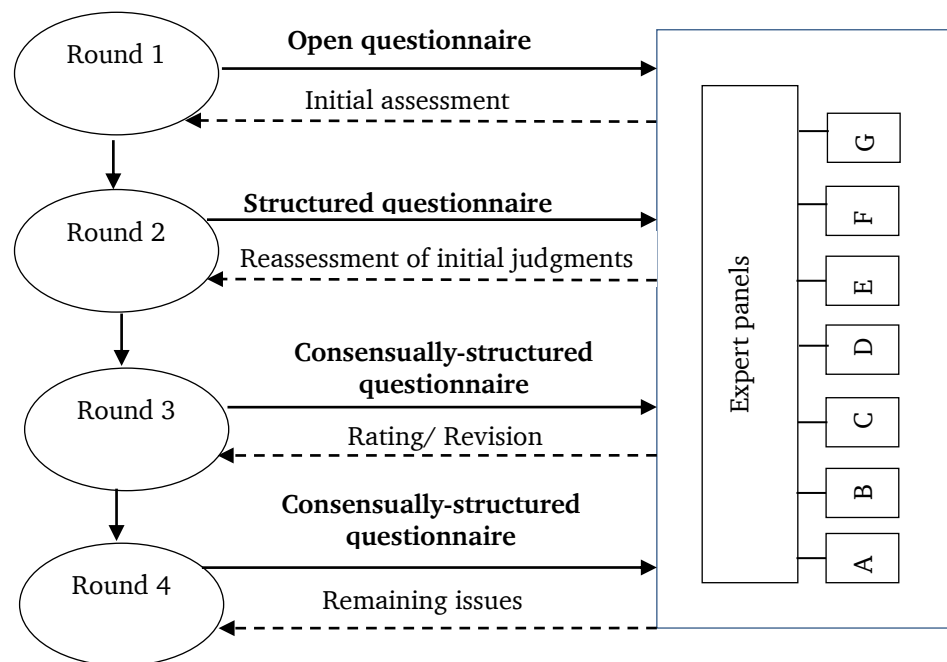 Round 1
Open questionnaire
Initial assessment
Round 2
Structured questionnaire
Reassessment of initial judgments
Round 3
Consensually-structured
questionnaire
Rating/ Revision
Round 4
Consensually-structured
questionnaire
Remaining issues
Expert panels
G
F
E
D
C
B
A